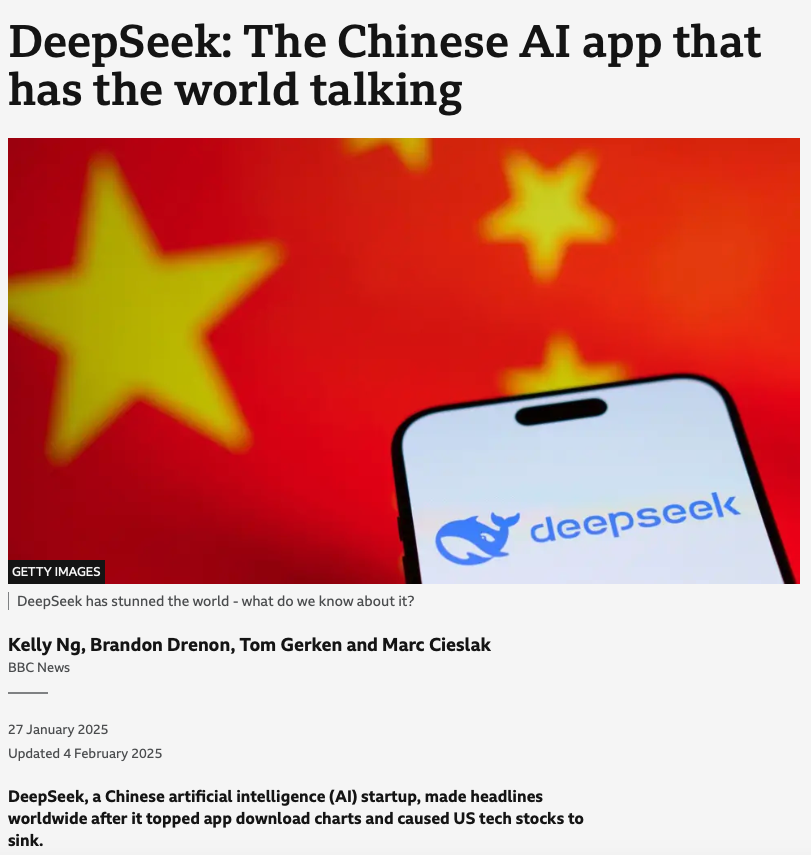 DeepSeek: The Chinese AI app that
has the world talking
deepseek
GETTY IMAGES
DeepSeek has stunned the world - what do we know about it?
Kelly Ng, Brandon Drenon, Tom Gerken and Marc Cieslak
BBC News
27 January 2025
Updated 4 February 2025
DeepSeek, a Chinese artificial intelligence (AI) startup, made headlines
worldwide after it topped app download charts and caused US tech stocks to
sink.